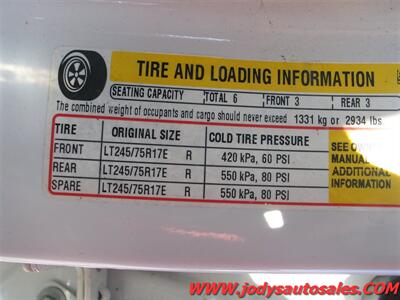 TIRE AND LOADING INFORMATION
SEATING CAPACITY TOTAL 6 FRONT 3 REAR 3
The combined weight of occupants and cargo should never exceed 1331 kg or 2934 lbs.
TIRE ORIGINAL SIZE COLD TIRE PRESSURE
FRONT LT245/75R17E R 420 kPa, 60 PSI
REAR LT245/75R17E R 550 kPa, 80 PSI
SPARE LT245/75R17E R 550 kPa, 80 PSI
SEE
MANUAL
ADDITIONAL
INFORMATION
www.jodysautosales.com